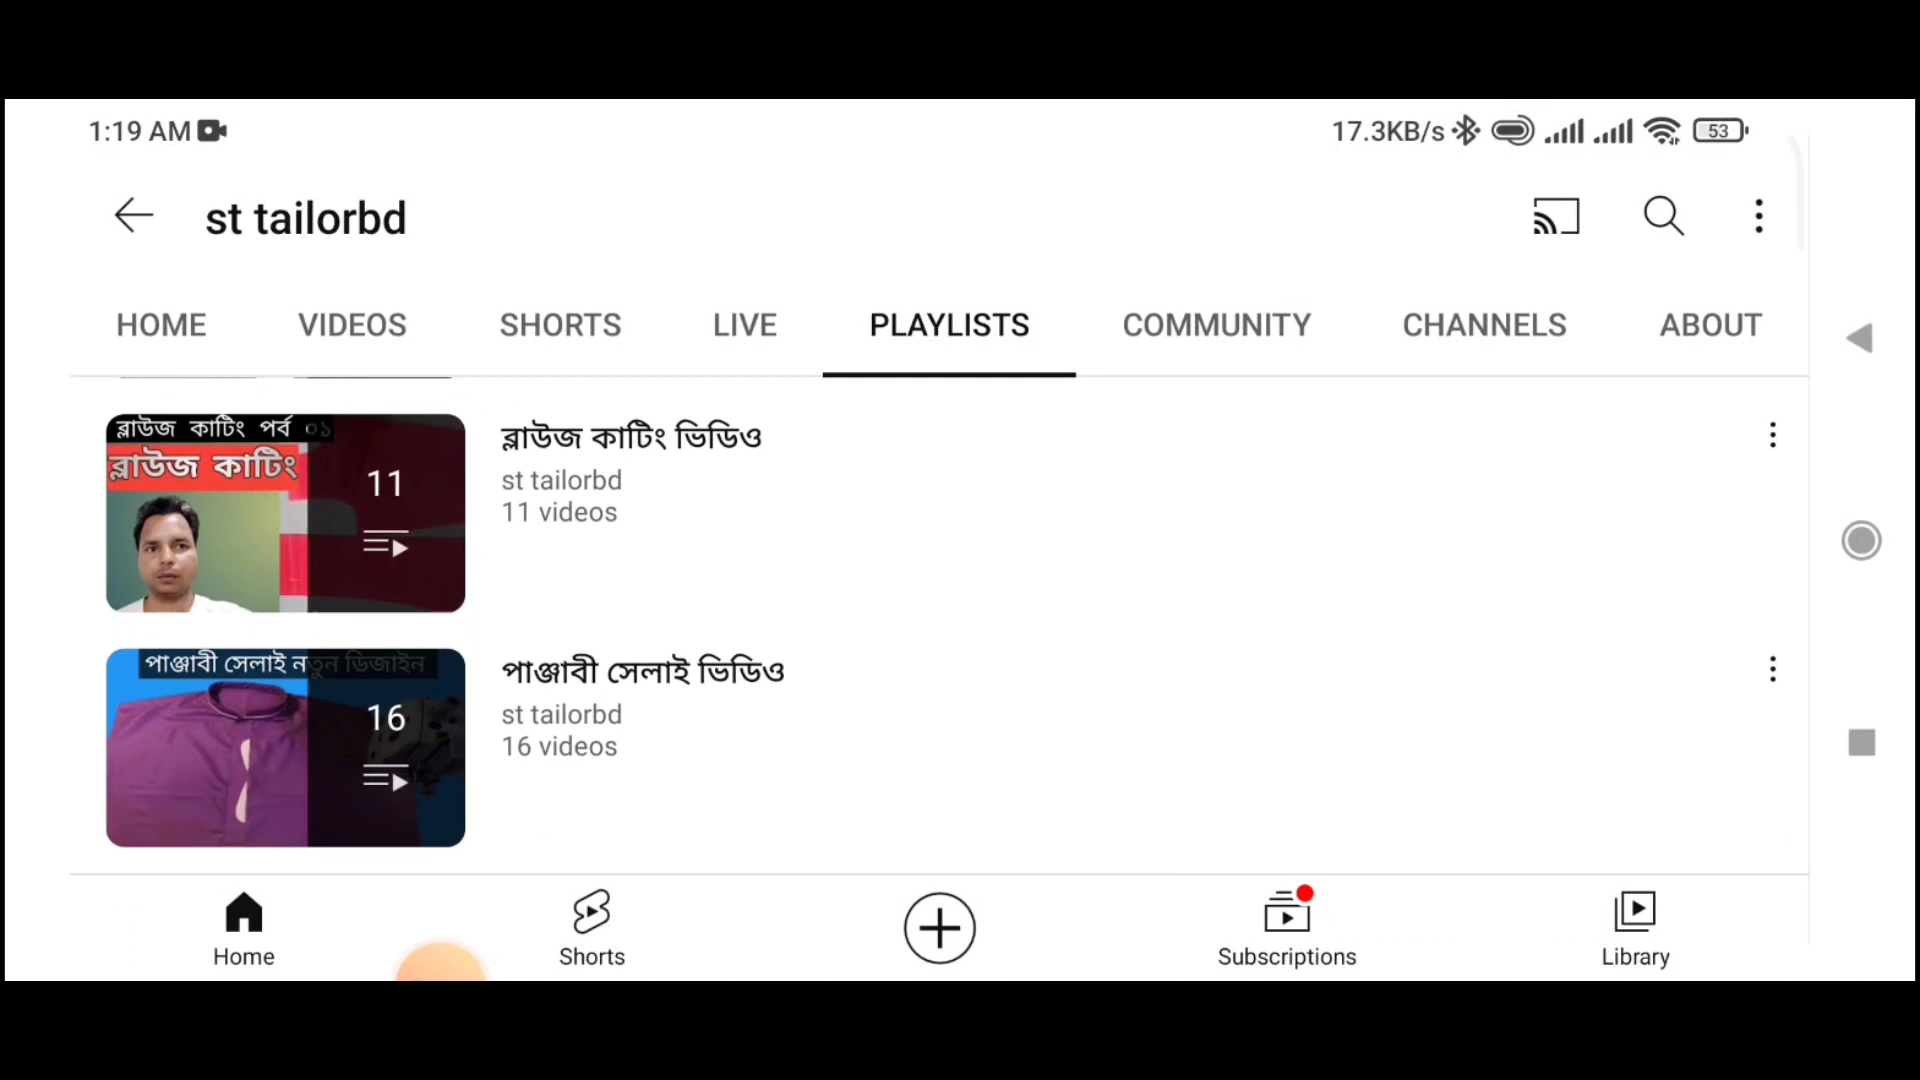 1:19 AM
17.3KB/s
53
st tailorbd
HOME VIDEOS SHORTS LIVE PLAYLISTS COMMUNITY CHANNELS ABOUT
ব্লাউজ কাটিং পর্ব ০১
ব্লাউজ কাটিং
11
ব্লাউজ কাটিং ভিডিও
st tailorbd
11 videos
পাঞ্জাবী সেলাই নতুন ডিজাইন
16
পাঞ্জাবী সেলাই ভিডিও
st tailorbd
16 videos
Home Shorts Subscriptions Library